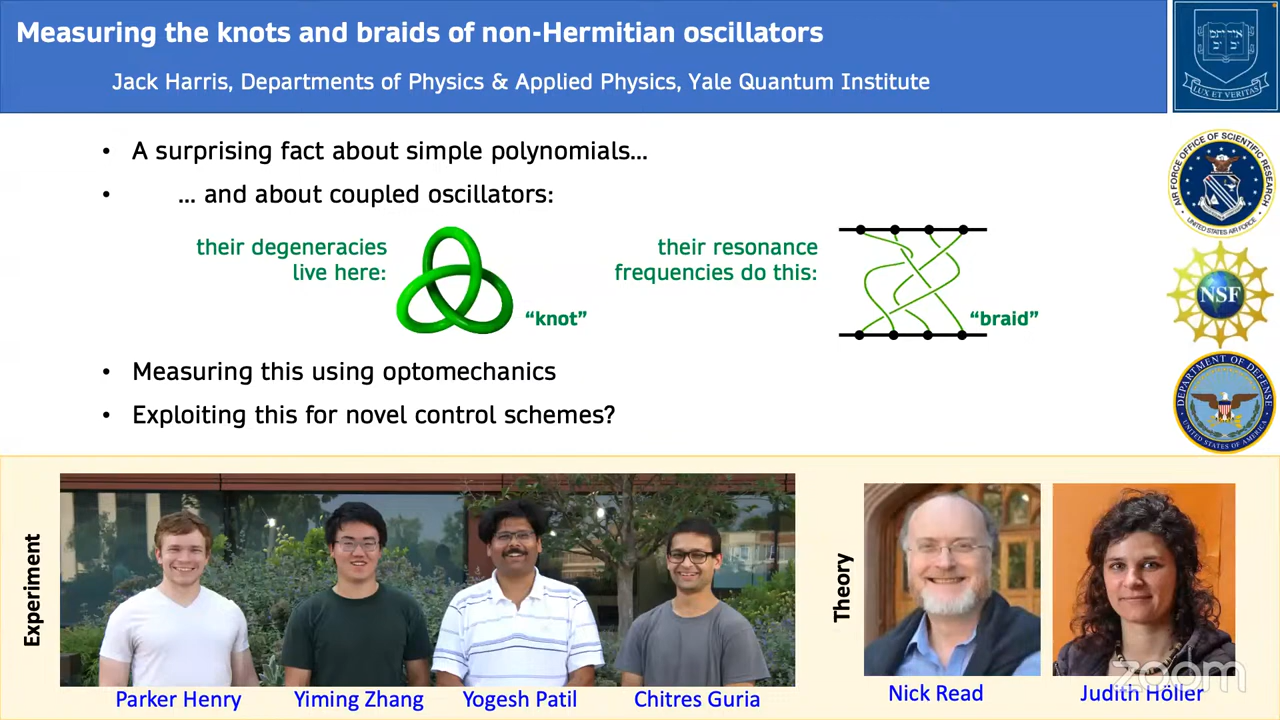 Measuring the knots and braids of non-Hermitian oscillators
Jack Harris, Departments of Physics & Applied Physics, Yale Quantum Institute
LUX ET VERITAS
• A surprising fact about simple polynomials...
• ... and about coupled oscillators:
their degeneracies
live here:
"knot"
their resonance
frequencies do this:
"braid"
AIR FORCE OFFICE OF SCIENTIFIC RESEARCH
UNITED STATES AIR FORCE
NSF
• Measuring this using optomechanics
• Exploiting this for novel control schemes?
DEPARTMENT OF DEFENSE
UNITED STATES OF AMERICA
Experiment
Parker Henry
Yiming Zhang
Yogesh Patil
Chitres Guria
Theory
Nick Read
Judith Höller
zoom